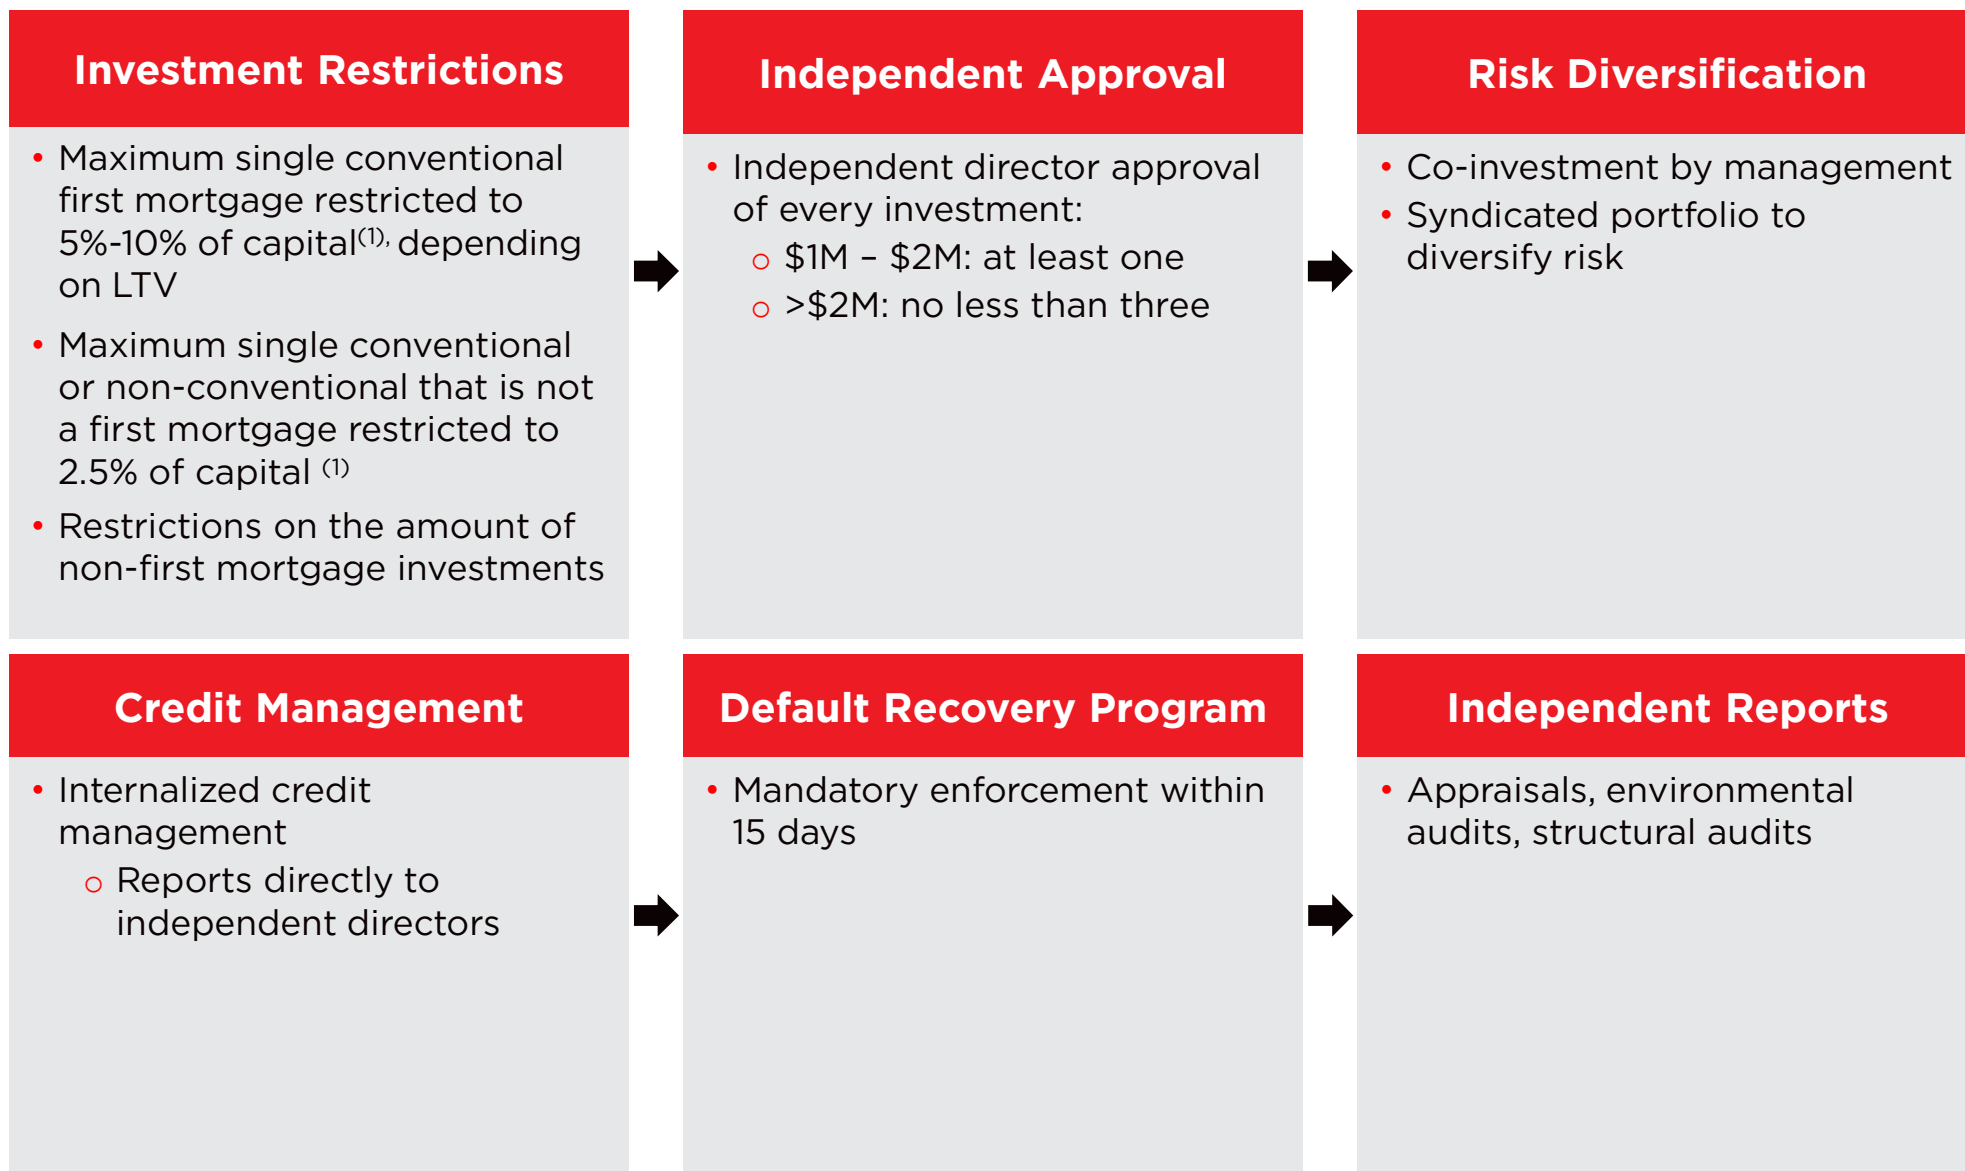 Investment Restrictions
• Maximum single conventional
first mortgage restricted to
5%-10% of capital(1), depending
on LTV
• Maximum single conventional
or non-conventional that is not
a first mortgage restricted to
2.5% of capital (1)
• Restrictions on the amount of
non-first mortgage investments
Independent Approval
• Independent director approval
of every investment:
o $1M – $2M: at least one
o >$2M: no less than three
Risk Diversification
• Co-investment by management
• Syndicated portfolio to
diversify risk
Credit Management
• Internalized credit
management
o Reports directly to
independent directors
Default Recovery Program
• Mandatory enforcement within
15 days
Independent Reports
• Appraisals, environmental
audits, structural audits